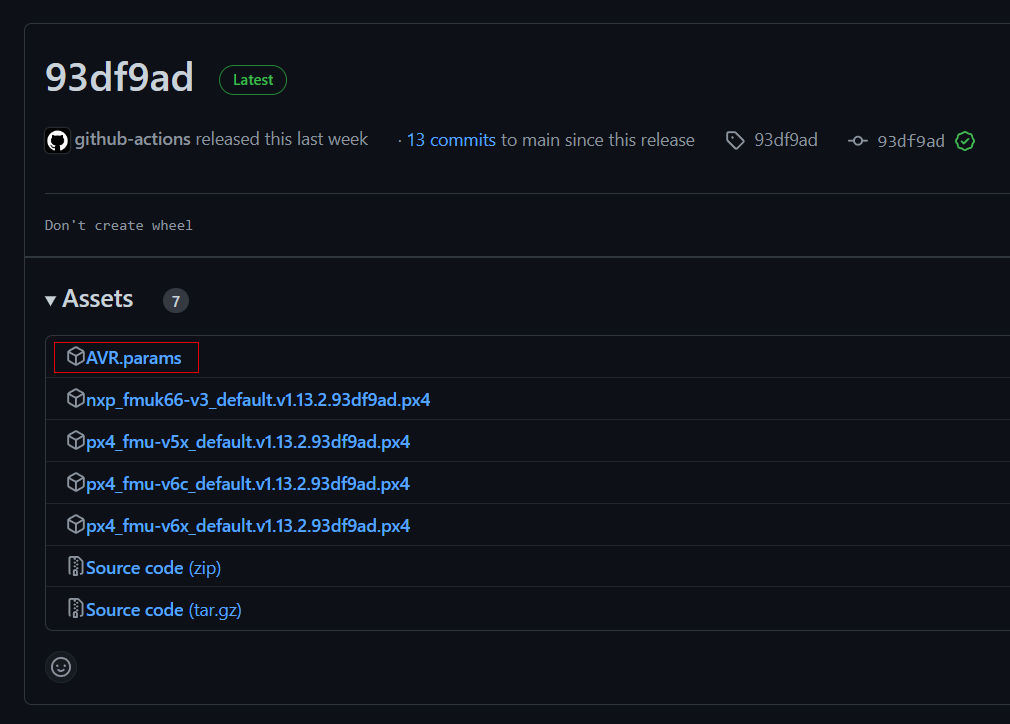 93df9ad Latest
github-actions released this last week · 13 commits to main since this release 93df9ad 93df9ad
Don't create wheel
Assets 7
AVR.params
nxp_fmuk66-v3_default.v1.13.2.93df9ad.px4
px4_fmu-v5x_default.v1.13.2.93df9ad.px4
px4_fmu-v6c_default.v1.13.2.93df9ad.px4
px4_fmu-v6x_default.v1.13.2.93df9ad.px4
Source code (zip)
Source code (tar.gz)